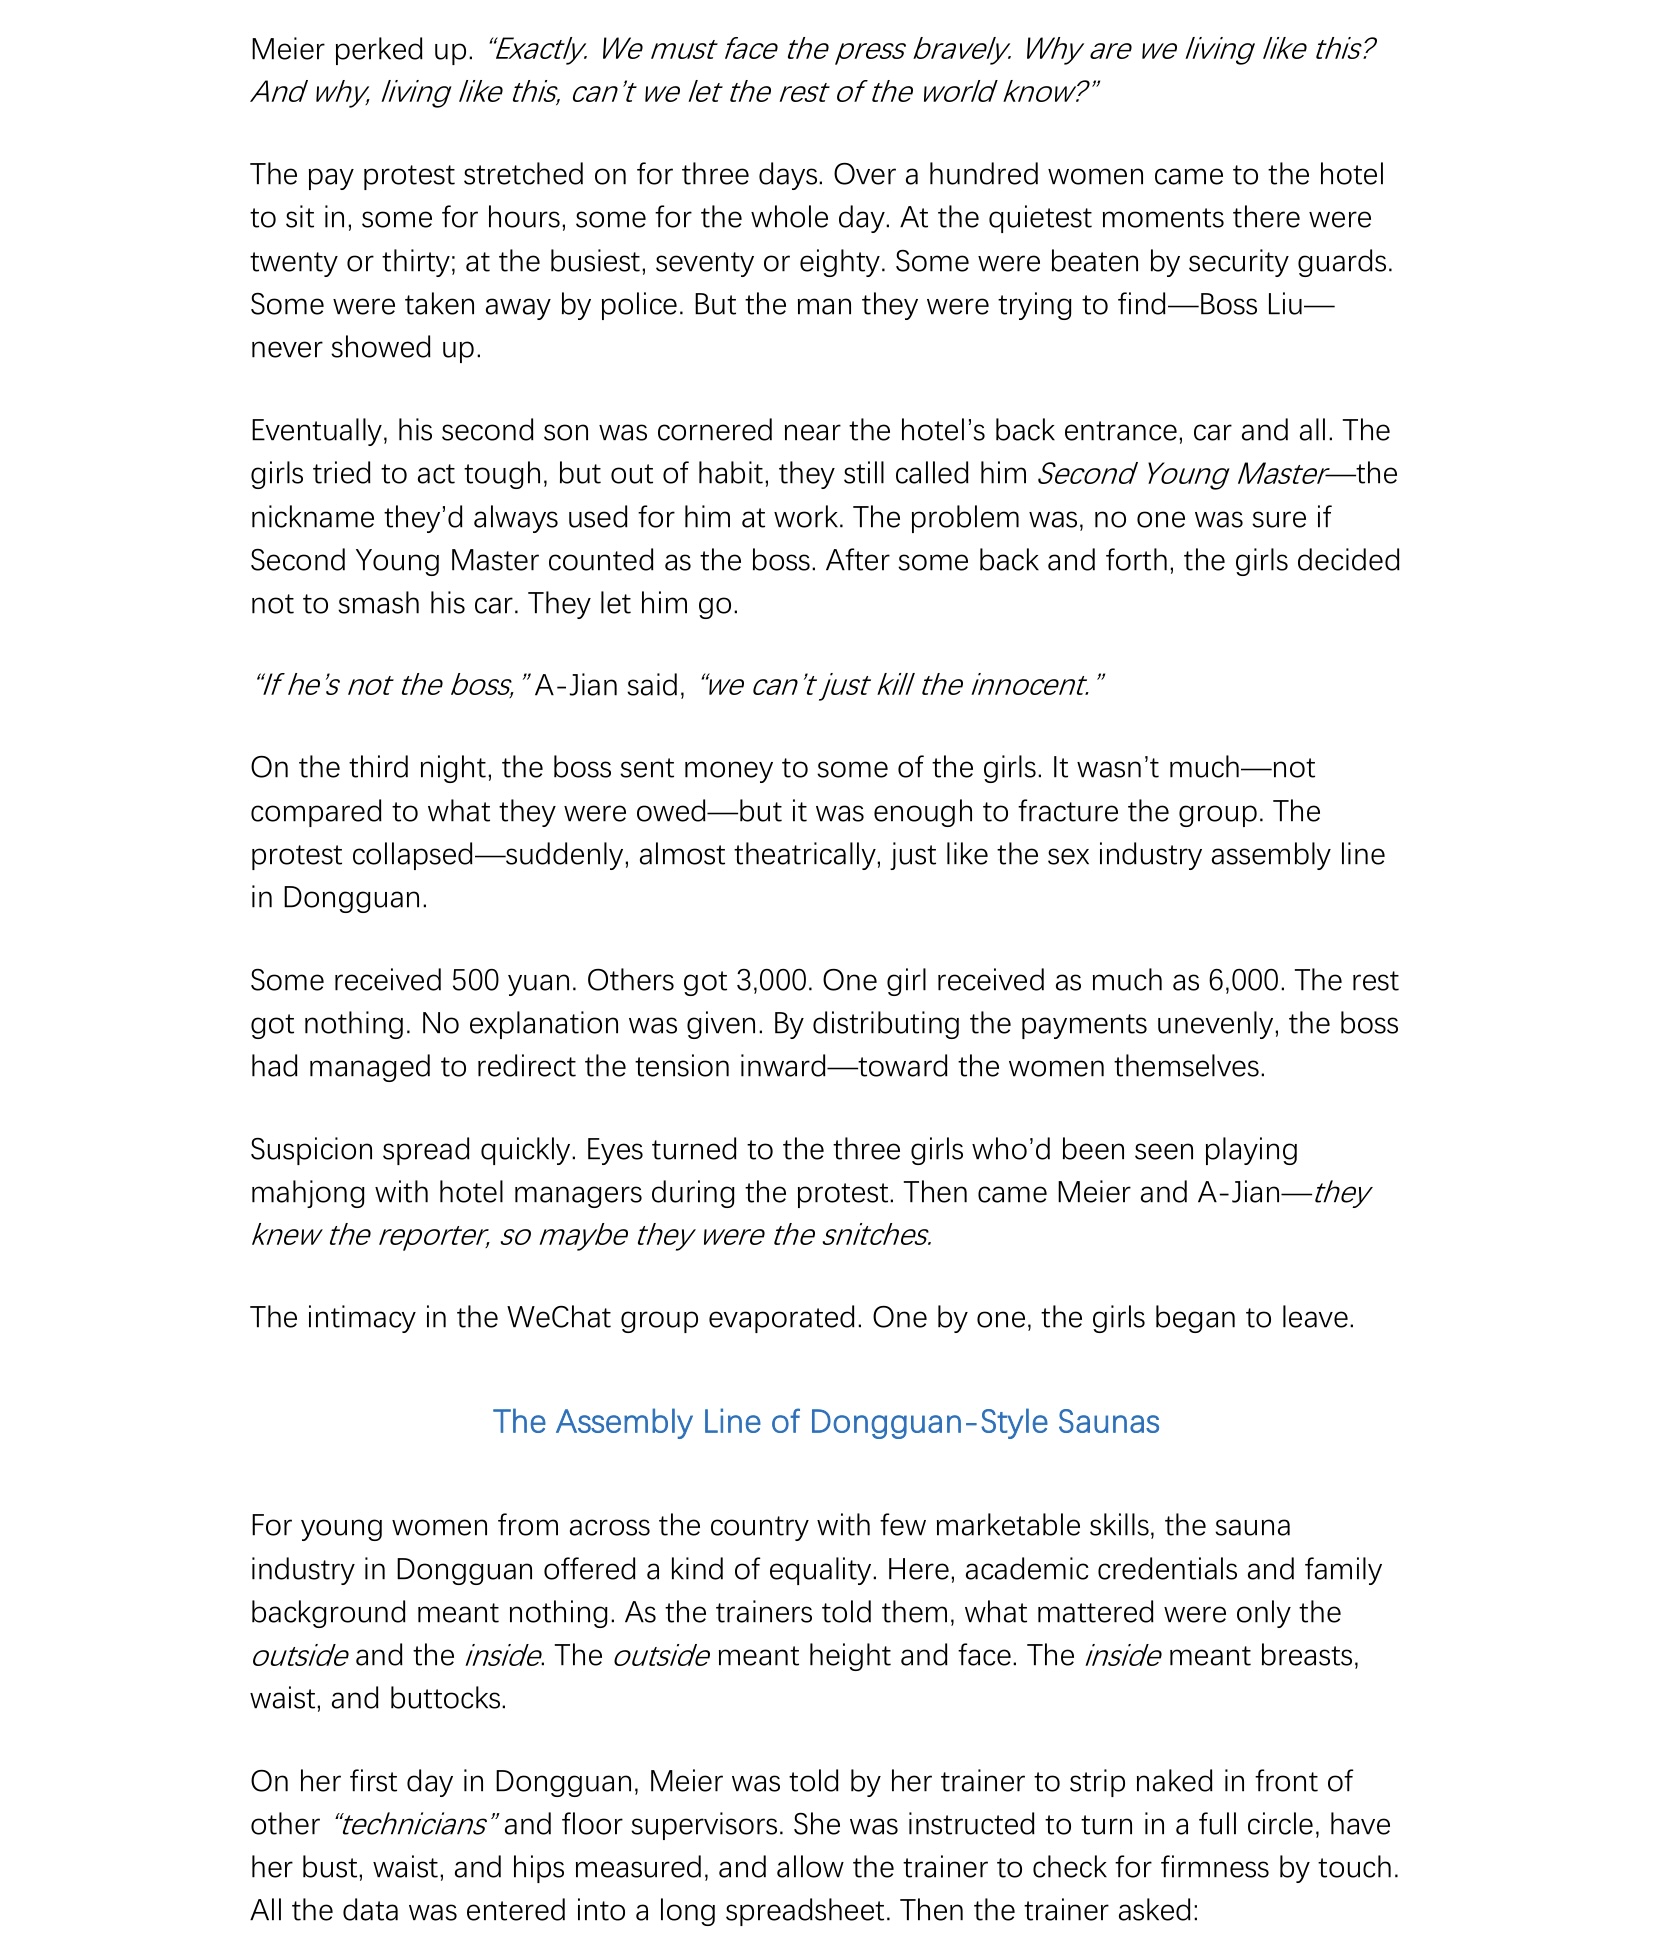 Meier perked up. “Exactly. We must face the press bravely. Why are we living like this?
And why, living like this, can’t we let the rest of the world know?”
The pay protest stretched on for three days. Over a hundred women came to the hotel
to sit in, some for hours, some for the whole day. At the quietest moments there were
twenty or thirty; at the busiest, seventy or eighty. Some were beaten by security guards.
Some were taken away by police. But the man they were trying to find—Boss Liu—
never showed up.
Eventually, his second son was cornered near the hotel’s back entrance, car and all. The
girls tried to act tough, but out of habit, they still called him Second Young Master—the
nickname they’d always used for him at work. The problem was, no one was sure if
Second Young Master counted as the boss. After some back and forth, the girls decided
not to smash his car. They let him go.
“If he’s not the boss,” A-Jian said, “we can’t just kill the innocent.”
On the third night, the boss sent money to some of the girls. It wasn’t much—not
compared to what they were owed—but it was enough to fracture the group. The
protest collapsed—suddenly, almost theatrically, just like the sex industry assembly line
in Dongguan.
Some received 500 yuan. Others got 3,000. One girl received as much as 6,000. The rest
got nothing. No explanation was given. By distributing the payments unevenly, the boss
had managed to redirect the tension inward—toward the women themselves.
Suspicion spread quickly. Eyes turned to the three girls who’d been seen playing
mahjong with hotel managers during the protest. Then came Meier and A-Jian—they
knew the reporter, so maybe they were the snitches.
The intimacy in the WeChat group evaporated. One by one, the girls began to leave.
The Assembly Line of Dongguan-Style Saunas
For young women from across the country with few marketable skills, the sauna
industry in Dongguan offered a kind of equality. Here, academic credentials and family
background meant nothing. As the trainers told them, what mattered were only the
outside and the inside. The outside meant height and face. The inside meant breasts,
waist, and buttocks.
On her first day in Dongguan, Meier was told by her trainer to strip naked in front of
other “technicians” and floor supervisors. She was instructed to turn in a full circle, have
her bust, waist, and hips measured, and allow the trainer to check for firmness by touch.
All the data was entered into a long spreadsheet. Then the trainer asked: